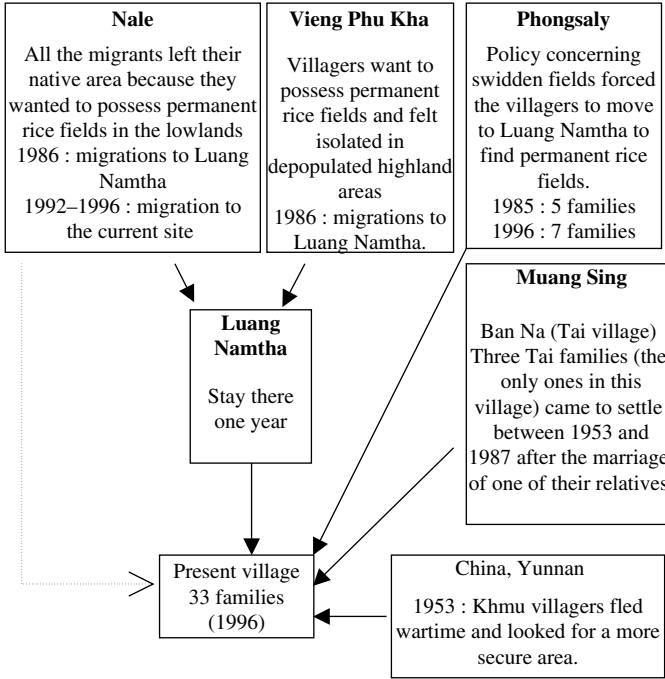 Nale
All the migrants left their
native area because they
wanted to possess permanent
rice fields in the lowlands
1986 : migrations to Luang
Namtha
1992–1996 : migration to
the current site
Vieng Phu Kha
Villagers want to
possess permanent
rice fields and felt
isolated in
depopulated highland
areas
1986 : migrations to
Luang Namtha.
Phongsaly
Policy concerning
swidden fields forced
the villagers to move
to Luang Namtha to
find permanent rice
fields.
1985 : 5 families
1996 : 7 families
Luang
Namtha
Stay there
one year
Muang Sing
Ban Na (Tai village)
Three Tai families (the
only ones in this
village) came to settle
between 1953 and
1987 after the marriage
of one of their relatives
Present village
33 families
(1996)
China, Yunnan
1953 : Khmu villagers fled
wartime and looked for a more
secure area.